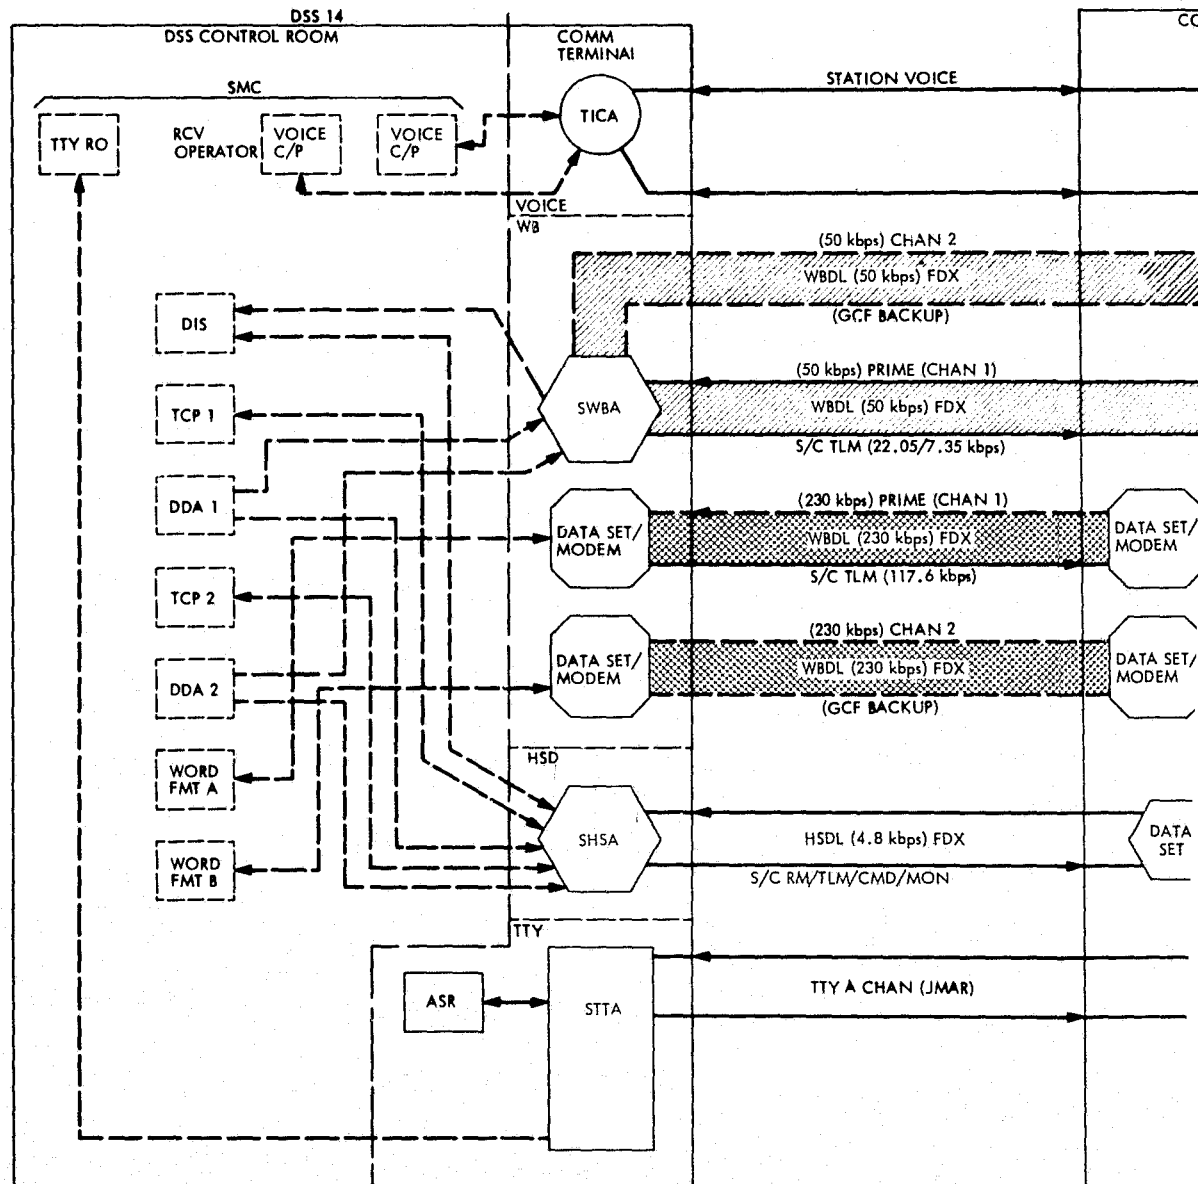 DSS 14
DSS CONTROL ROOM
COMM
TERMINAL
CO
SMC
TTY RO
RCV
OPERATOR
VOICE
C/P
VOICE
C/P
TICA
STATION VOICE
VOICE
WB
(50 kbps) CHAN 2
WBDL (50 kbps) FDX
(GCF BACKUP)
DIS
TCP 1
DDA 1
TCP 2
DDA 2
WORD
FMT A
WORD
FMT B
SWBA
(50 kbps) PRIME (CHAN 1)
WBDL (50 kbps) FDX
S/C TLM (22.05/7.35 kbps)
DATA SET/
MODEM
(230 kbps) PRIME (CHAN 1)
WBDL (230 kbps) FDX
S/C TLM (117.6 kbps)
DATA SET/
MODEM
DATA SET/
MODEM
(230 kbps) CHAN 2
WBDL (230 kbps) FDX
(GCF BACKUP)
DATA SET/
MODEM
HSD
SHSA
HSDL (4.8 kbps) FDX
S/C RM/TLM/CMD/MON
DATA
SET
TTY
ASR
STTA
TTY A CHAN (JMAR)